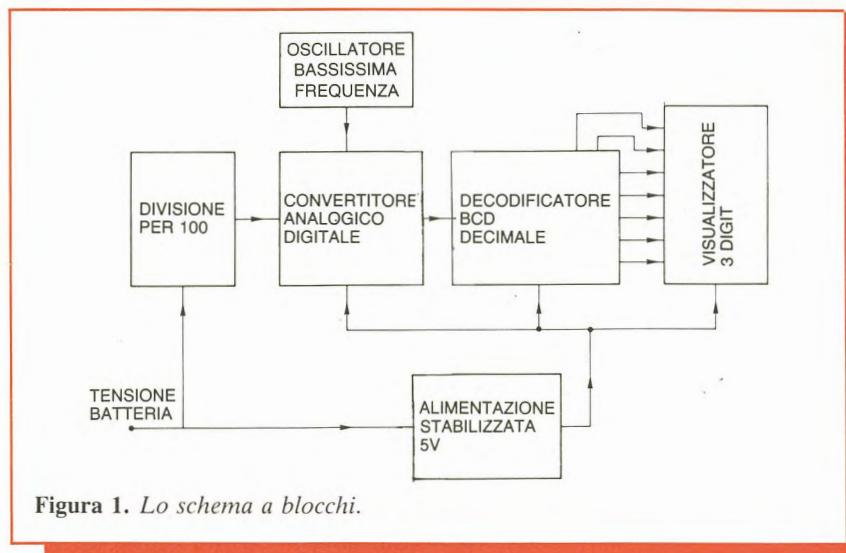 OSCILLATORE
BASSISSIMA
FREQUENZA
DIVISIONE
PER 100
CONVERTITORE
ANALOGICO
DIGITALE
DECODIFICATORE
BCD
DECIMALE
VISUALIZZATORE
3 DIGIT
TENSIONE
BATTERIA
ALIMENTAZIONE
STABILIZZATA
5V
Figura 1. Lo schema a blocchi.